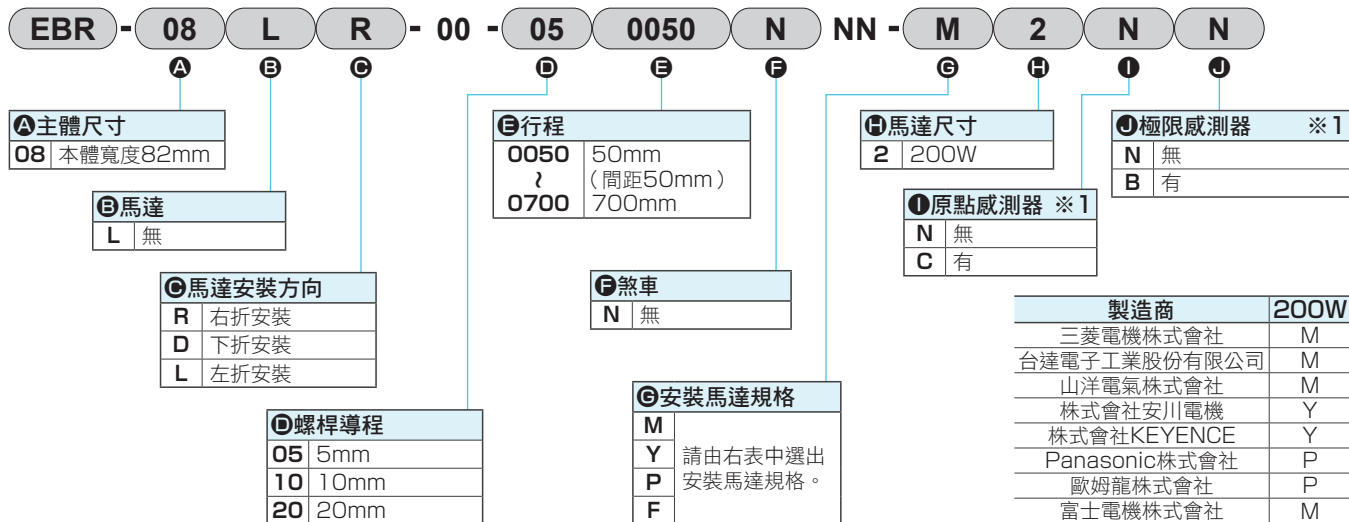 EBR - 08 L R - 00 - 05 0050 N NN - M 2 N N
A B C D E F G H I J
A主體尺寸
08 本體寬度82mm
B馬達
L 無
C馬達安裝方向
R 右折安裝
D 下折安裝
L 左折安裝
D螺桿導程
05 5mm
10 10mm
20 20mm
E行程
0050 50mm
~ (間距50mm)
0700 700mm
F煞車
N 無
G安裝馬達規格
M
Y 請由右表中選出
P 安裝馬達規格。
F
H馬達尺寸
2 200W
I原點感測器 ※1
N 無
C 有
J極限感測器 ※1
N 無
B 有
製造商 200W
三菱電機株式會社 M
台達電子工業股份有限公司 M
山洋電氣株式會社 M
株式會社安川電機 Y
株式會社KEYENCE Y
Panasonic株式會社 P
歐姆龍株式會社 P
富士電機株式會社 M